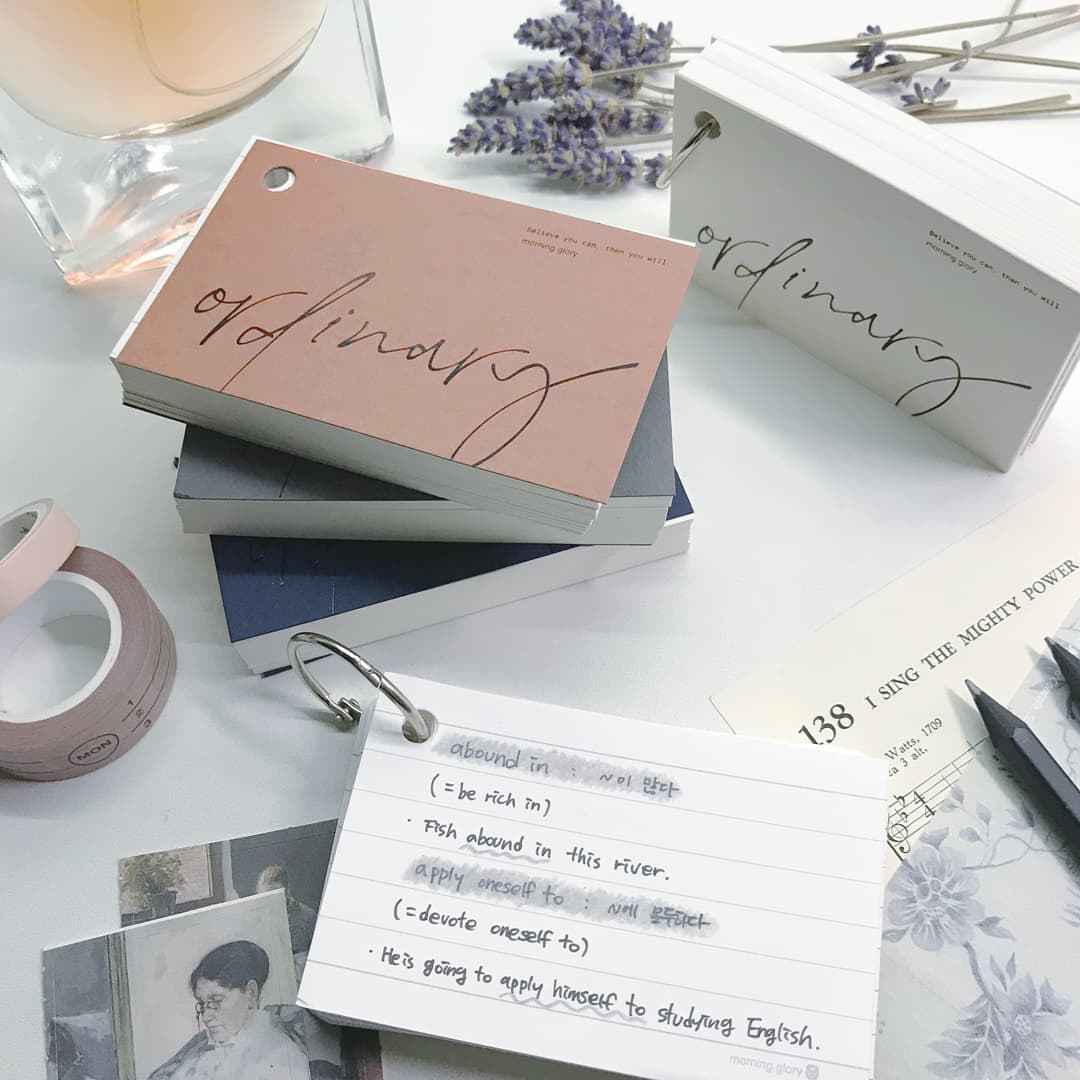 Believe you can, then you will
morning glory
ordinary
Believe you can, then you will
morning glory
ordinary
138 I SING THE MIGHTY POWER
Watts, 1709
3 alt.
4
4
1
2
3
MON
abound in : ~이 많다
(=be rich in)
· Fish abound in this river.
apply oneself to : ~에 몰두하다
(=devote oneself to)
· He is going to apply himself to studying English.
morning glory